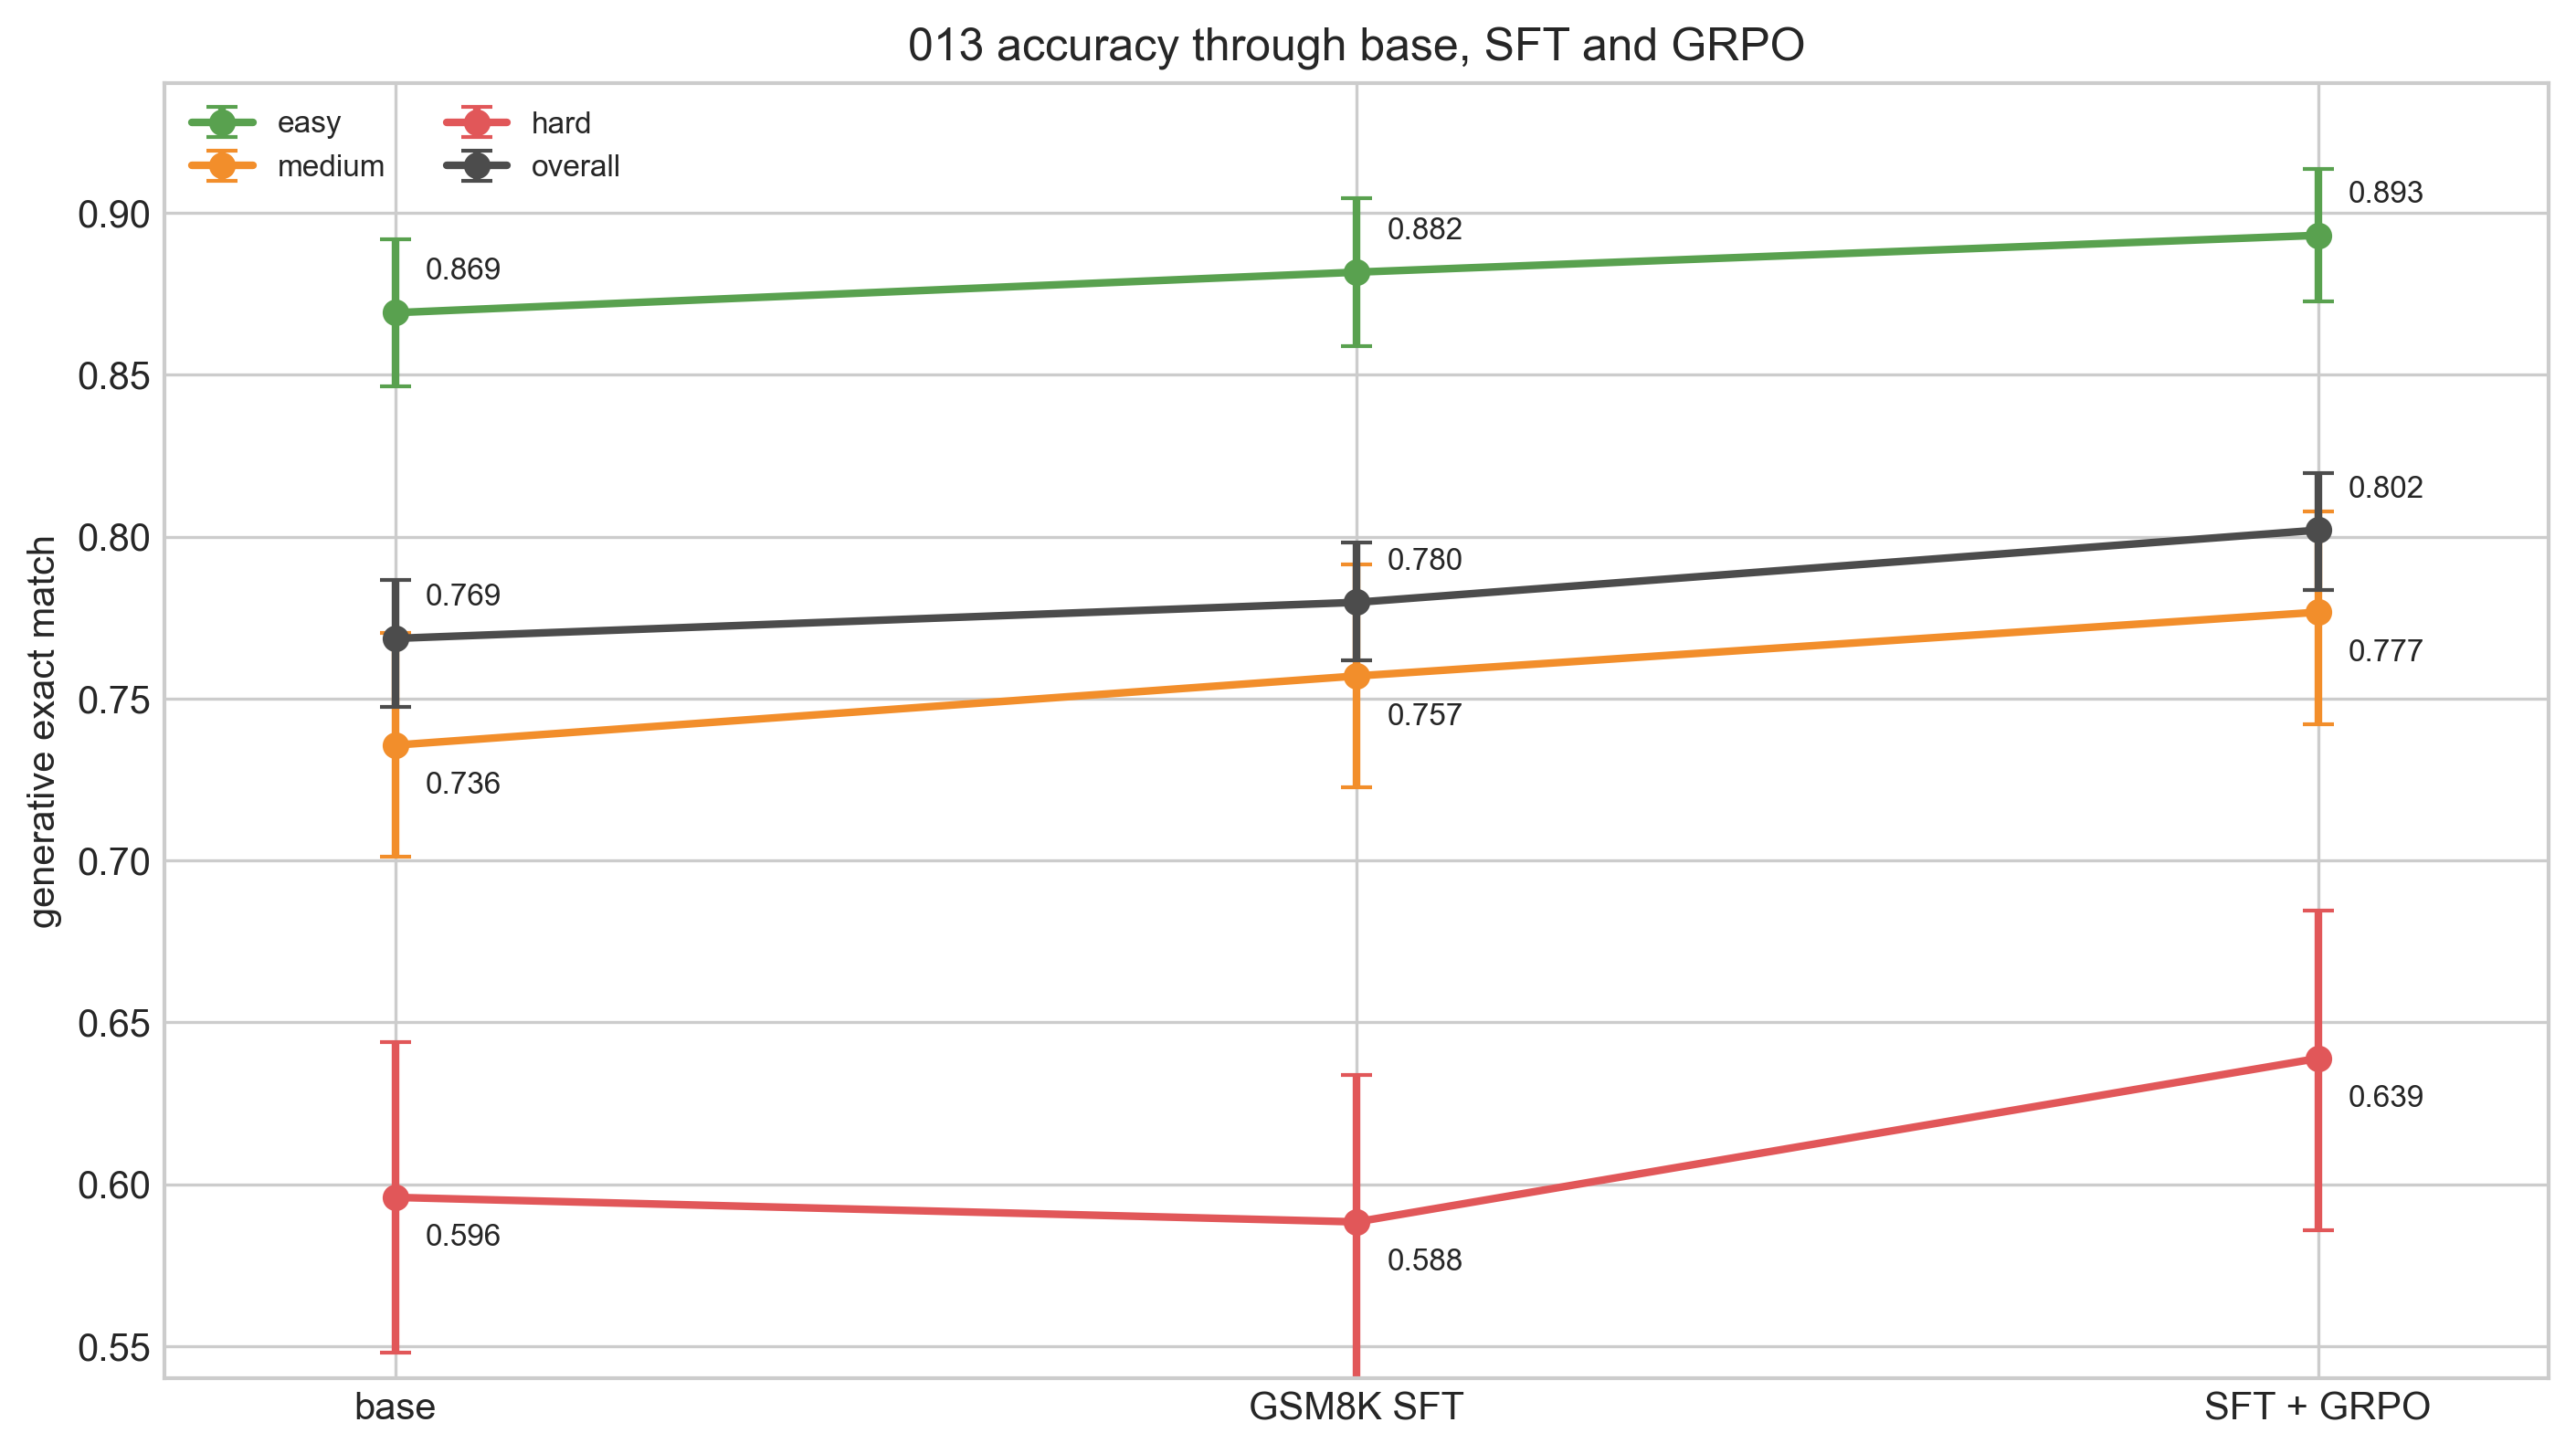 013 accuracy through base, SFT and GRPO
easy
hard
medium
overall
generative exact match
0.90
0.85
0.80
0.75
0.70
0.65
0.60
0.55
0.869
0.882
0.893
0.769
0.780
0.802
0.736
0.757
0.777
0.596
0.588
0.639
base
GSM8K SFT
SFT + GRPO